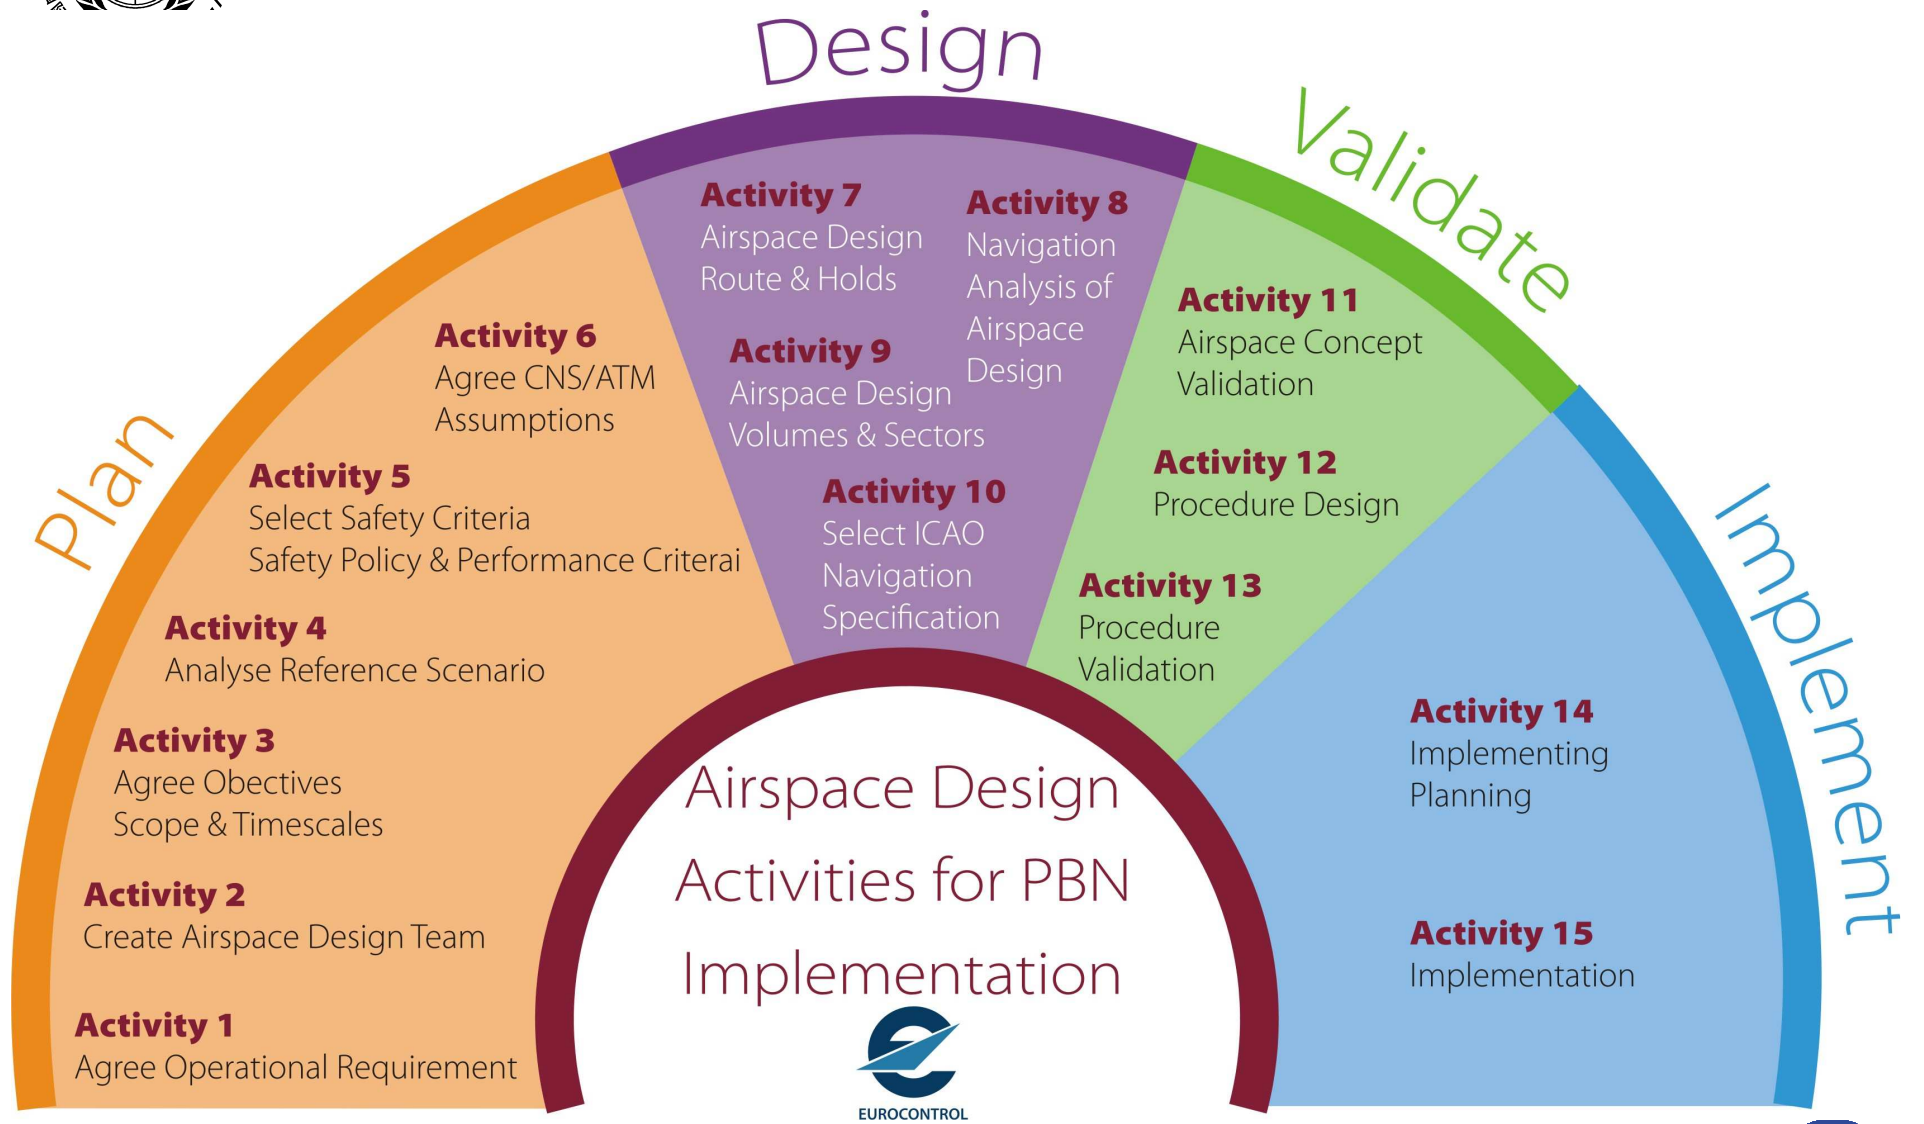 Plan
Design
Validate
Implement
Activity 1
Agree Operational Requirement
Activity 2
Create Airspace Design Team
Activity 3
Agree Obectives
Scope & Timescales
Activity 4
Analyse Reference Scenario
Activity 5
Select Safety Criteria
Safety Policy & Performance Criterai
Activity 6
Agree CNS/ATM
Assumptions
Activity 7
Airspace Design
Route & Holds
Activity 8
Navigation
Analysis of
Airspace
Design
Activity 9
Airspace Design
Volumes & Sectors
Activity 10
Select ICAO
Navigation
Specification
Activity 11
Airspace Concept
Validation
Activity 12
Procedure Design
Activity 13
Procedure
Validation
Activity 14
Implementing
Planning
Activity 15
Implementation
Airspace Design
Activities for PBN
Implementation
EUROCONTROL